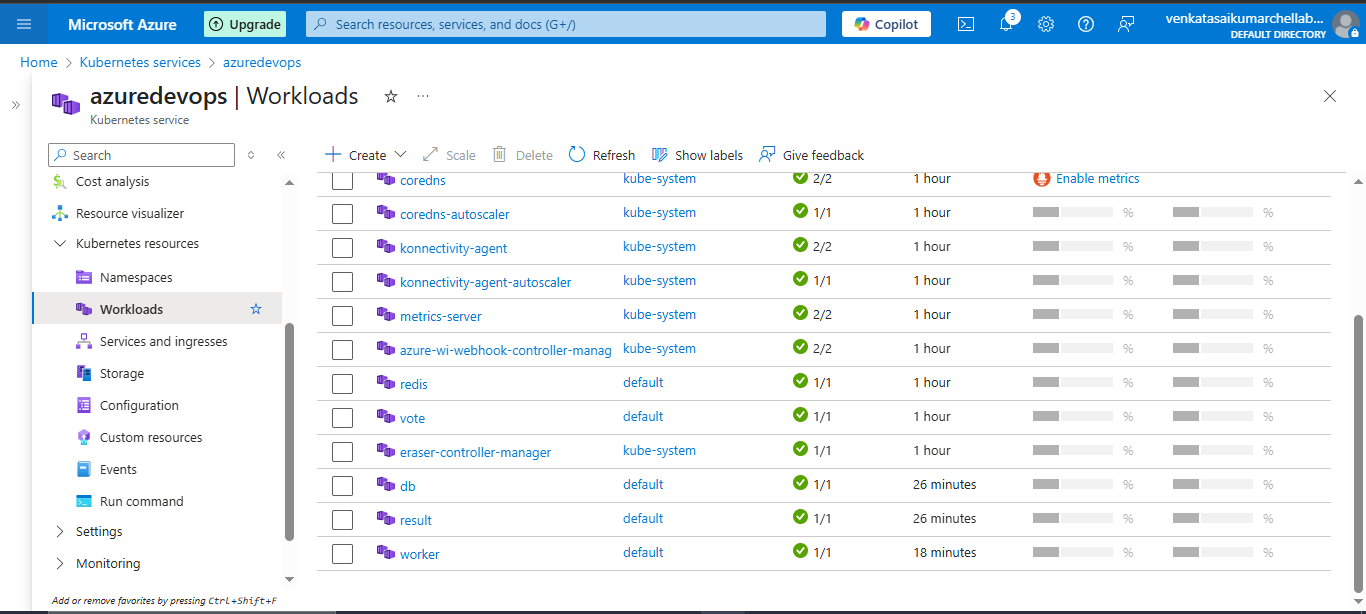 Microsoft Azure
Upgrade
Search resources, services, and docs (G+/)
Copilot
3
venkatasaikumarchellab...
DEFAULT DIRECTORY
Home > Kubernetes services > azuredevops
azuredevops | Workloads
Kubernetes service
Search
Create
Scale
Delete
Refresh
Show labels
Give feedback
Cost analysis
Resource visualizer
Kubernetes resources
Namespaces
Workloads
Services and ingresses
Storage
Configuration
Custom resources
Events
Run command
Settings
Monitoring
Add or remove favorites by pressing Ctrl+Shift+F
coredns kube-system 2/2 1 hour Enable metrics
coredns-autoscaler kube-system 1/1 1 hour % %
konnectivity-agent kube-system 2/2 1 hour % %
konnectivity-agent-autoscaler kube-system 1/1 1 hour % %
metrics-server kube-system 2/2 1 hour % %
azure-wi-webhook-controller-manag kube-system 2/2 1 hour % %
redis default 1/1 1 hour % %
vote default 1/1 1 hour % %
eraser-controller-manager kube-system 1/1 1 hour % %
db default 1/1 26 minutes % %
result default 1/1 26 minutes % %
worker default 1/1 18 minutes % %